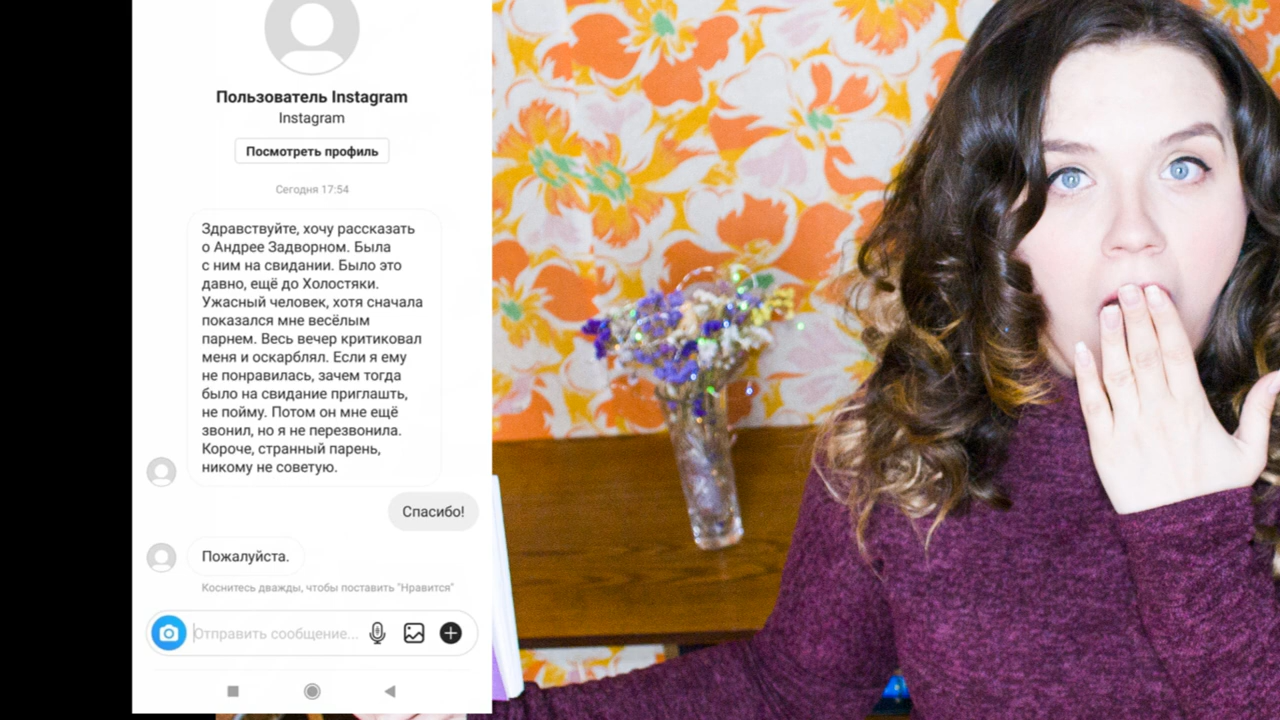 Пользователь Instagram
Instagram
Посмотреть профиль
Сегодня 17:54
Здравствуйте, хочу рассказать
о Андрее Задворном. Была
с ним на свидании. Было это
давно, ещё до Холостяки.
Ужасный человек, хотя сначала
показался мне весёлым
парнем. Весь вечер критиковал
меня и оскарблял. Если я ему
не понравилась, зачем тогда
было на свидание приглашть,
не пойму. Потом он мне ещё
звонил, но я не перезвонила.
Короче, странный парень,
никому не советую.
Спасибо!
Пожалуйста.
Коснитесь дважды, чтобы поставить "Нравится"
Отправить сообщение...